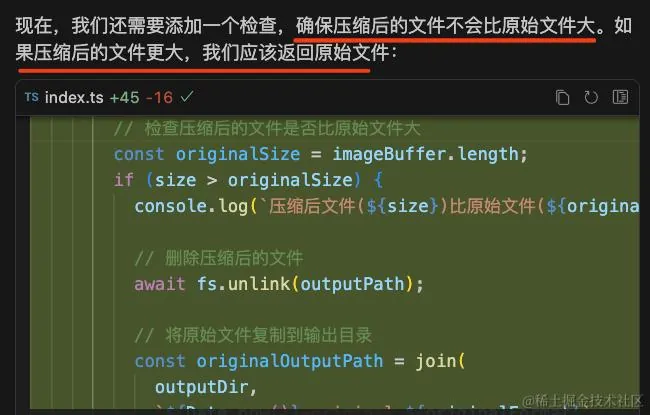 现在，我们还需要添加一个检查，确保压缩后的文件不会比原始文件大。如
果压缩后的文件更大，我们应该返回原始文件：
TS index.ts +45 -16
// 检查压缩后的文件是否比原始文件大
const originalSize = imageBuffer.length;
if (size > originalSize) {
console.log(`压缩后文件(${size})比原始文件(${origina
// 删除压缩后的文件
await fs.unlink(outputPath);
// 将原始文件复制到输出目录
const originalOutputPath = join(
outputDir,
@稀土掘金技术社区